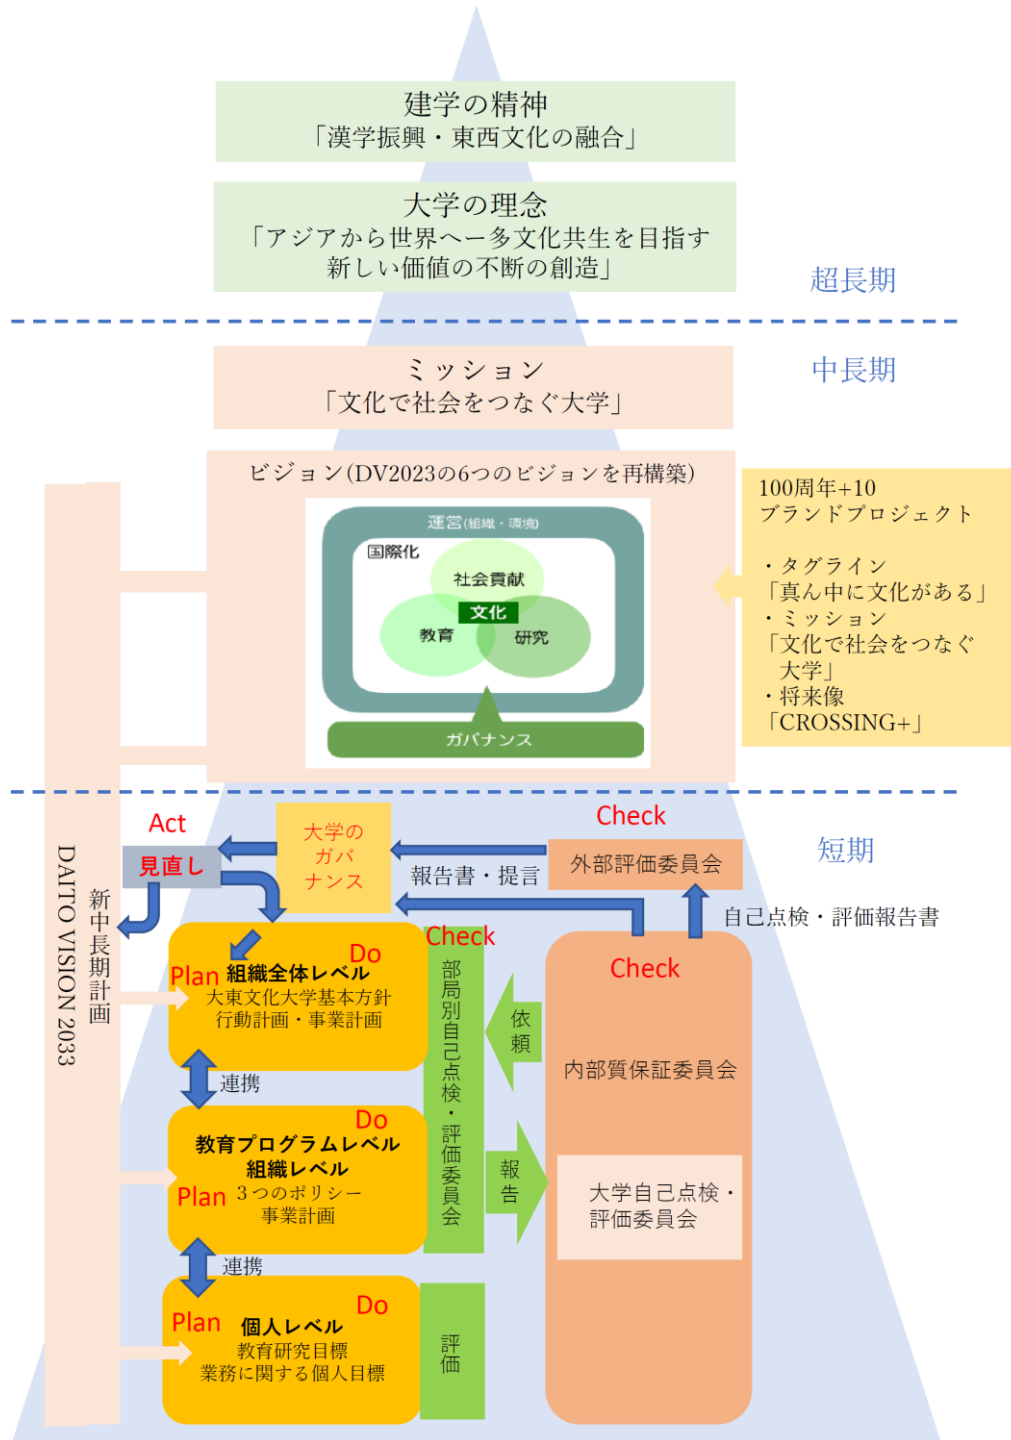 建学の精神
「漢学振興・東西文化の融合」
大学の理念
「アジアから世界へー多文化共生を目指す
新しい価値の不断の創造」
超長期
中長期
ミッション
「文化で社会をつなぐ大学」
ビジョン(DV2023の6つのビジョンを再構築)
運営(組織・環境)
国際化
社会貢献
文化
教育
研究
ガバナンス
100周年+10
ブランドプロジェクト
・タグライン
「真ん中に文化がある」
・ミッション
「文化で社会をつなぐ
大学」
・将来像
「CROSSING+」
短期
新中長期計画
DAITO VISION 2033
Act
見直し
大学の
ガバ
ナンス
Check
外部評価委員会
報告書・提言
自己点検・評価報告書
Plan
Do
組織全体レベル
大東文化大学基本方針
行動計画・事業計画
連携
Do
教育プログラムレベル
組織レベル
Plan
３つのポリシー
事業計画
連携
Plan
Do
個人レベル
教育研究目標
業務に関する個人目標
Check
部局別自己点検・評価委員会
評価
依頼
報告
Check
内部質保証委員会
大学自己点検・
評価委員会